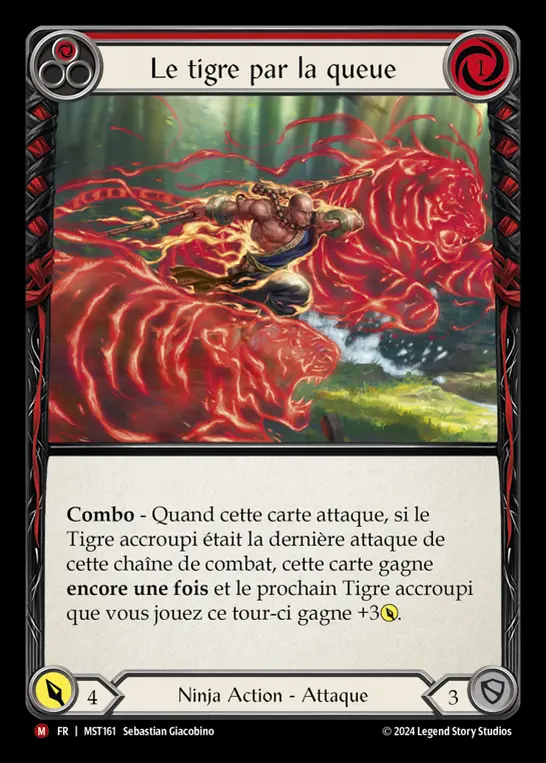 Le tigre par la queue
1
Combo - Quand cette carte attaque, si le
Tigre accroupi était la dernière attaque de
cette chaîne de combat, cette carte gagne
encore une fois et le prochain Tigre accroupi
que vous jouez ce tour-ci gagne +3.
4
Ninja Action - Attaque
3
M FR | MST161 Sebastian Giacobino
© 2024 Legend Story Studios